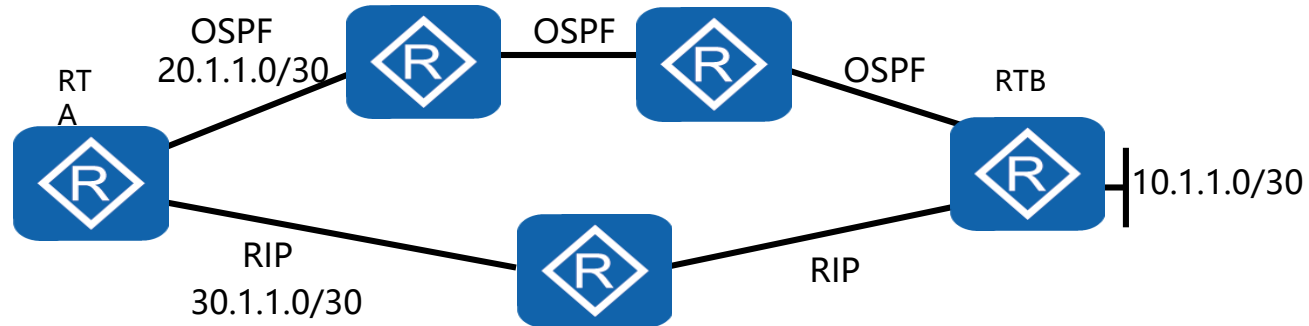 OSPF
20.1.1.0/30
OSPF
OSPF
RT
A
RTB
R
R
R
R
10.1.1.0/30
R
RIP
30.1.1.0/30
RIP